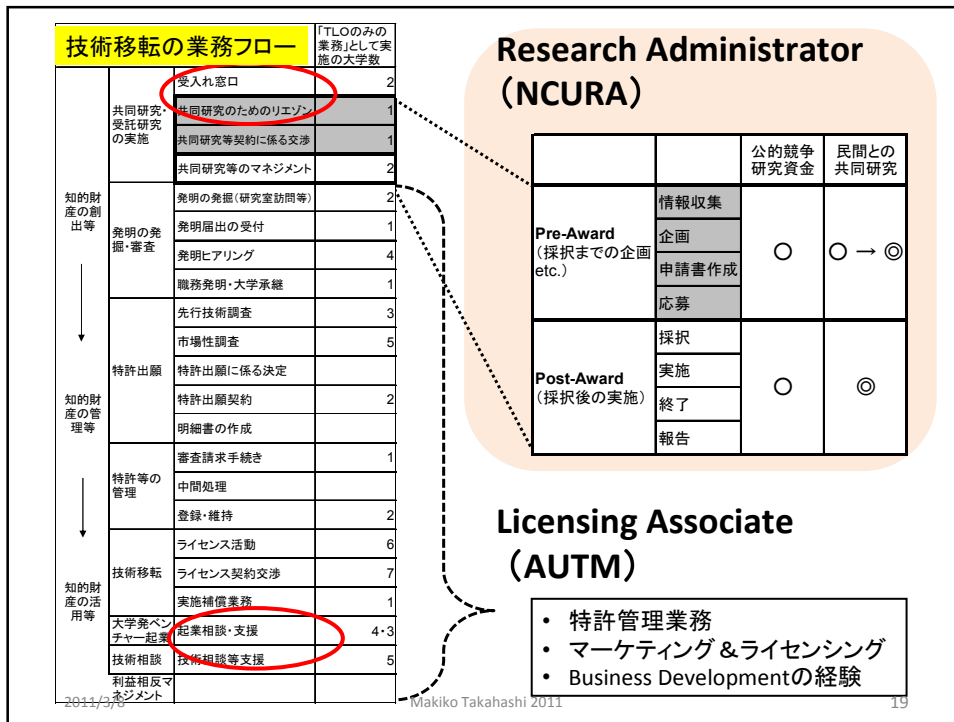 技術移転の業務フロー
「TLOのみの
業務」として実
施の大学数
知的財
産の創
出等
知的財
産の管
理等
知的財
産の活
用等
共同研究・
受託研究
の実施
受入れ窓口 2
共同研究のためのリエゾン 1
共同研究等契約に係る交渉 1
共同研究等のマネジメント 2
発明の発
掘・審査
発明の発掘(研究室訪問等) 2
発明届出の受付 1
発明ヒアリング 4
職務発明・大学承継 1
特許出願
先行技術調査 3
市場性調査 5
特許出願に係る決定
特許出願契約 2
明細書の作成
特許等の
管理
審査請求手続き 1
中間処理
登録・維持 2
技術移転
ライセンス活動 6
ライセンス契約交渉 7
実施補償業務 1
大学発ベン
チャー起業
起業相談・支援 4・3
技術相談 技術相談等支援 5
利益相反マ
ネジメント
Research Administrator
（NCURA）
公的競争
研究資金
民間との
共同研究
Pre-Award
(採択までの企画
etc.)
情報収集
企画
申請書作成
応募
○ ○ → ◎
Post-Award
(採択後の実施)
採択
実施
終了
報告
○ ◎
Licensing Associate
（AUTM）
• 特許管理業務
• マーケティング＆ライセンシング
• Business Developmentの経験
2011/3/8
Makiko Takahashi 2011
19